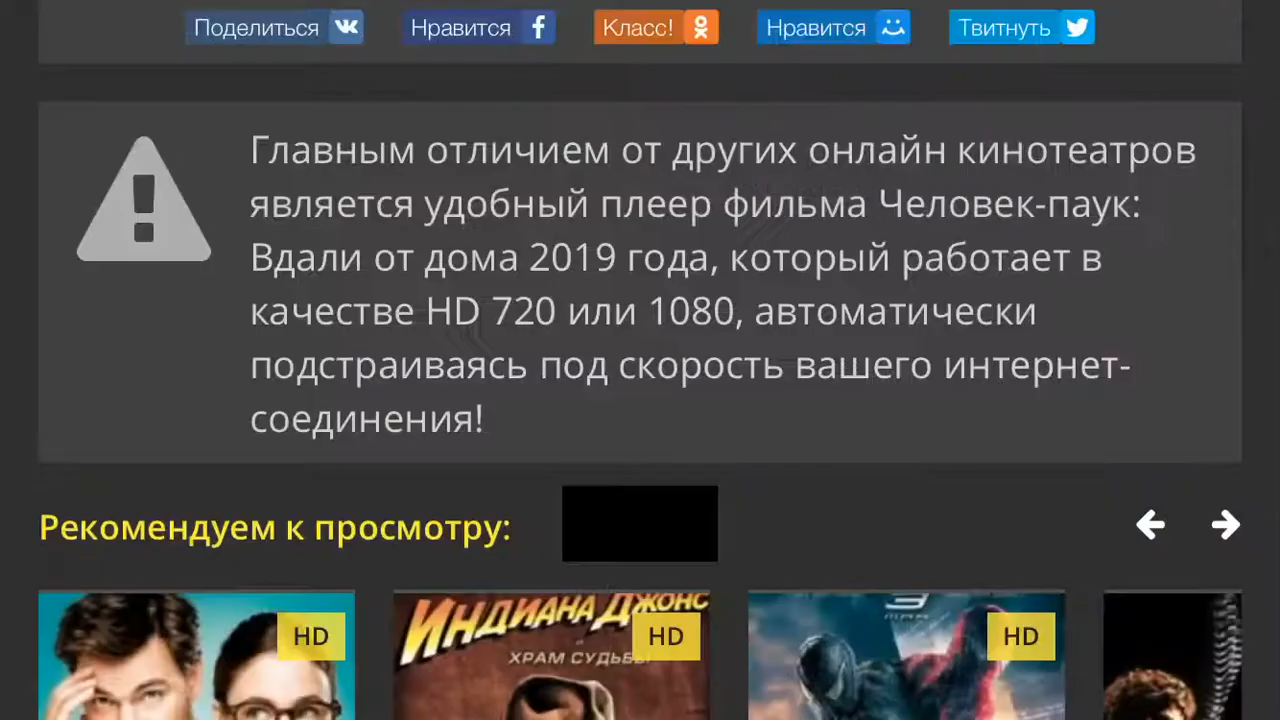 Поделиться Нравится Класс! Нравится Твитнуть
Главным отличием от других онлайн кинотеатров
является удобный плеер фильма Человек-паук:
Вдали от дома 2019 года, который работает в
качестве HD 720 или 1080, автоматически
подстраиваясь под скорость вашего интернет-
соединения!
Рекомендуем к просмотру:
HD
ИНДИАНА ДЖОНС
HD
ХРАМ СУДЬБЫ
3
HD